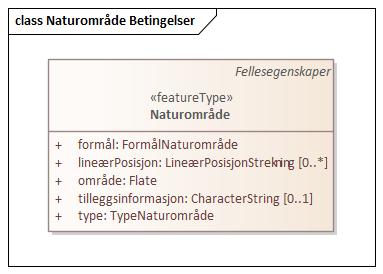 class Naturområde Betingelser
Fellesegenskaper
«featureType»
Naturområde
+ formål: FormålNaturområde
+ lineærPosisjon: LineærPosisjonStrekning [0..*]
+ område: Flate
+ tilleggsinformasjon: CharacterString [0..1]
+ type: TypeNaturområde